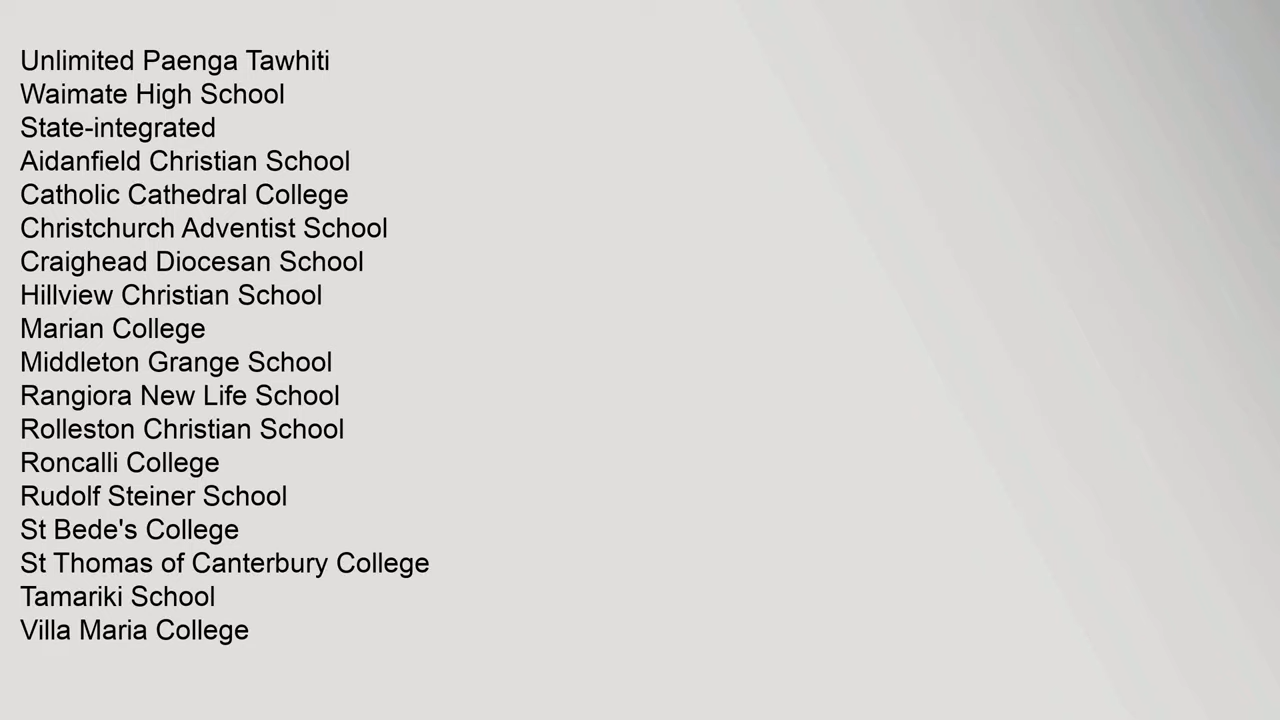 Unlimited Paenga Tawhiti
Waimate High School
State-integrated
Aidanfield Christian School
Catholic Cathedral College
Christchurch Adventist School
Craighead Diocesan School
Hillview Christian School
Marian College
Middleton Grange School
Rangiora New Life School
Rolleston Christian School
Roncalli College
Rudolf Steiner School
St Bede's College
St Thomas of Canterbury College
Tamariki School
Villa Maria College